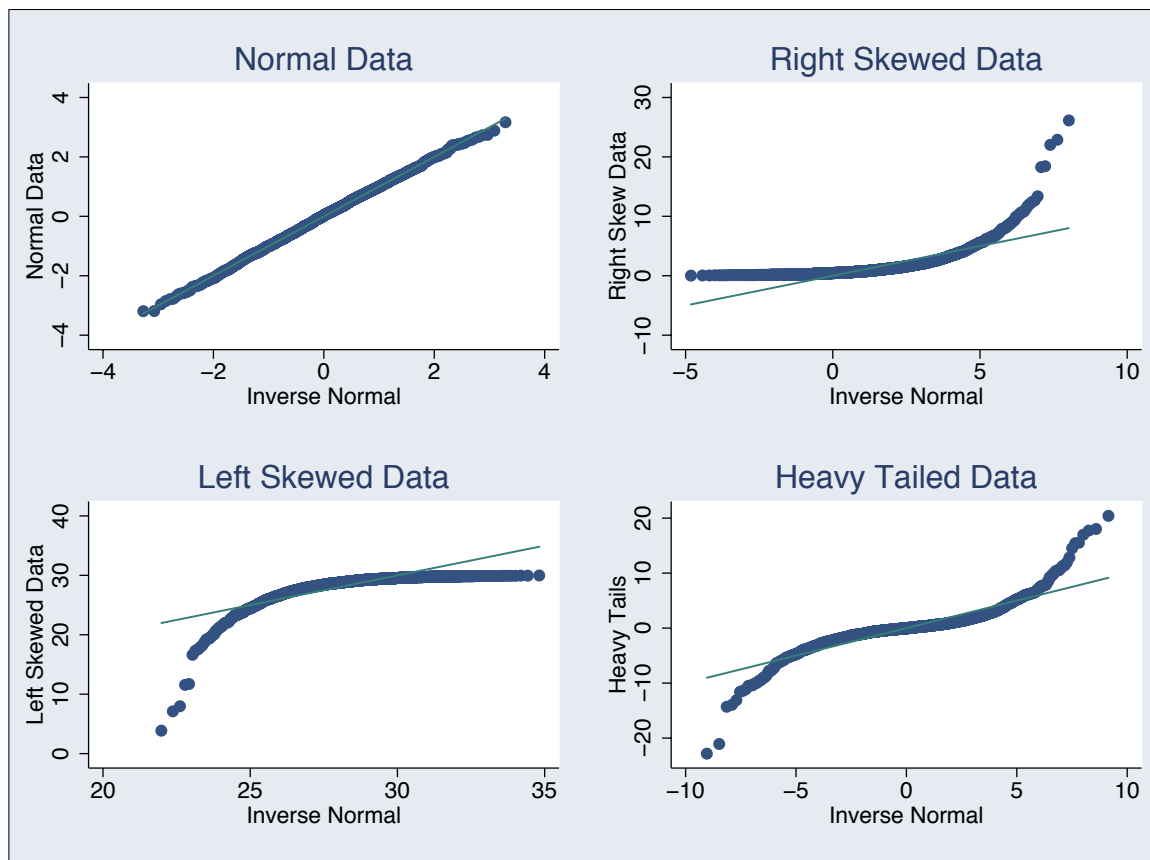 Normal Data
Normal Data
4
2
0
−2
−4
−4 −2 0 2 4
Inverse Normal
Right Skewed Data
Right Skew Data
30
20
10
0
−10
−5 0 5 10
Inverse Normal
Left Skewed Data
Left Skewed Data
40
30
20
10
0
20 25 30 35
Inverse Normal
Heavy Tailed Data
Heavy Tails
20
10
0
−10
−20
−10 −5 0 5 10
Inverse Normal